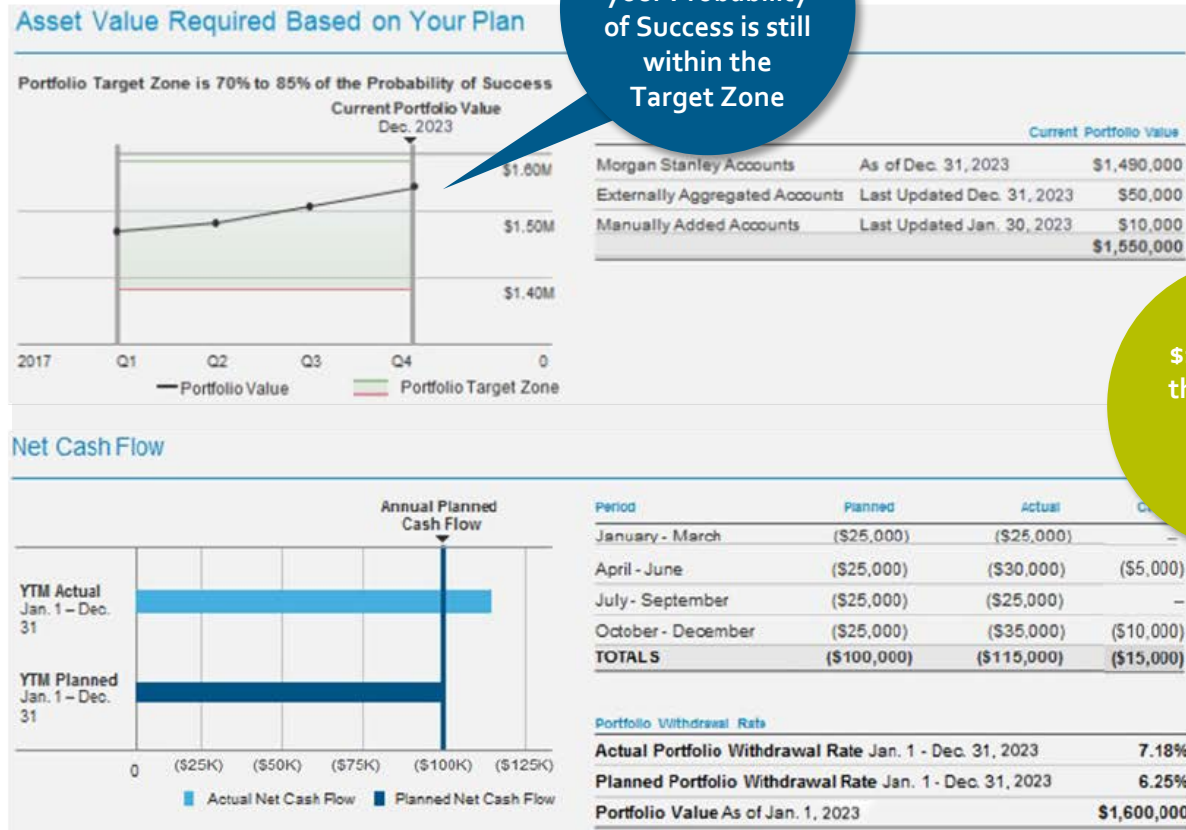 Asset Value Required Based on Your Plan
of Success is still
within the
Target Zone
Portfolio Target Zone is 70% to 85% of the Probability of Success
Current Portfolio Value
Dec. 2023
$1.60M
$1.50M
$1.40M
2017 Q1 Q2 Q3 Q4 0
Portfolio Value Portfolio Target Zone
Current Portfolio Value
Morgan Stanley Accounts As of Dec. 31, 2023 $1,490,000
Externally Aggregated Accounts Last Updated Dec. 31, 2023 $50,000
Manually Added Accounts Last Updated Jan. 30, 2023 $10,000
$1,550,000
$
Net Cash Flow
Annual Planned
Cash Flow
YTM Actual
Jan. 1 – Dec.
31
YTM Planned
Jan. 1 – Dec.
31
0 ($25K) ($50K) ($75K) ($100K) ($125K)
Actual Net Cash Flow Planned Net Cash Flow
Period Planned Actual
January - March ($25,000) ($25,000) –
April - June ($25,000) ($30,000) ($5,000)
July - September ($25,000) ($25,000) –
October - December ($25,000) ($35,000) ($10,000)
TOTALS ($100,000) ($115,000) ($15,000)
Portfolio Withdrawal Rate
Actual Portfolio Withdrawal Rate Jan. 1 - Dec. 31, 2023 7.18%
Planned Portfolio Withdrawal Rate Jan. 1 - Dec. 31, 2023 6.25%
Portfolio Value As of Jan. 1, 2023 $1,600,000